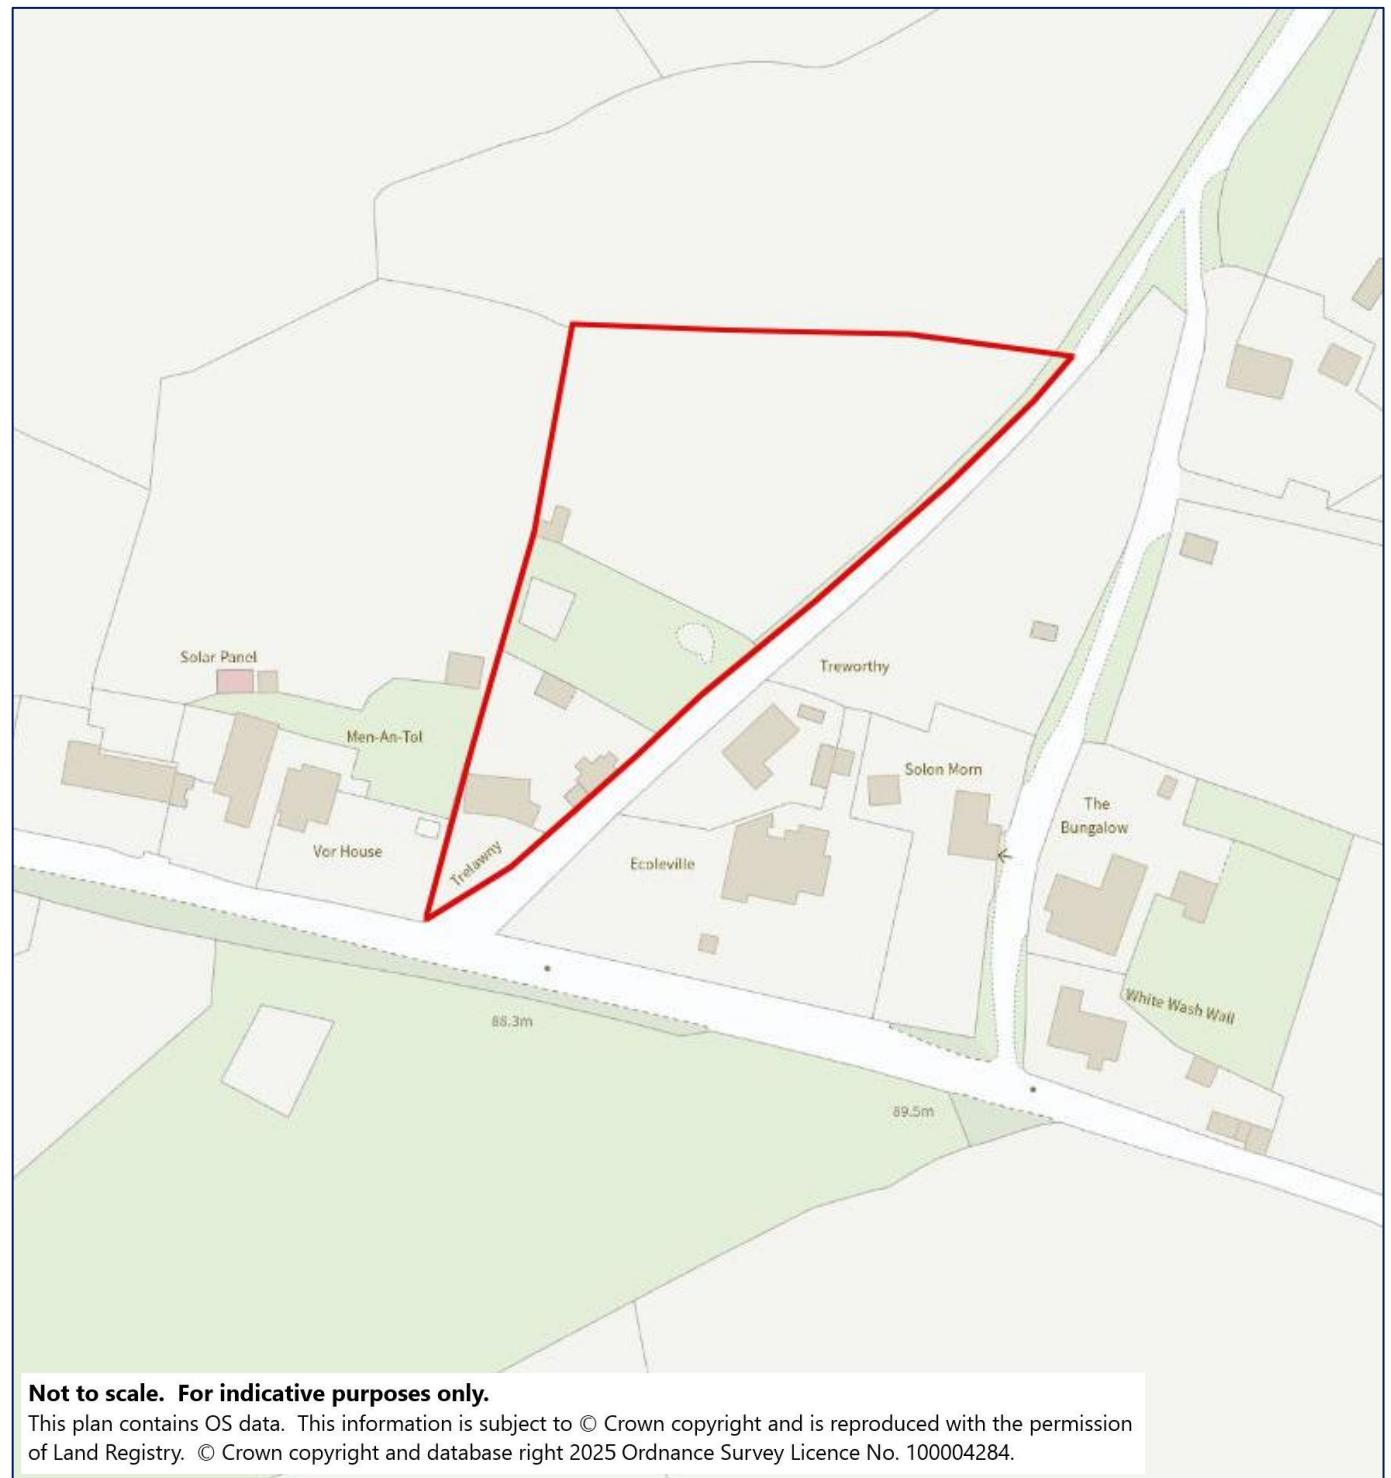 Solar Panel
Men-An-Tol
Vor House
Trelawny
Treworthy
Solon Morn
Ecoleville
The
Bungalow
White Wash Wall
88.3m
89.5m
Not to scale. For indicative purposes only.
This plan contains OS data. This information is subject to © Crown copyright and is reproduced with the permission
of Land Registry. © Crown copyright and database right 2025 Ordnance Survey Licence No. 100004284.